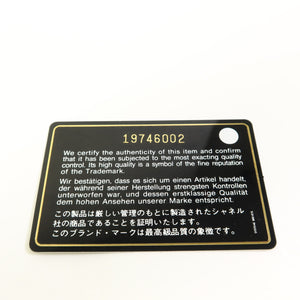 19746002
We certify the authenticity of this item and confirm
that it has been subjected to the most exacting quality
control. Its high quality is a symbol of the fine reputation
of the Trademark.
Wir bestätigen, dass es sich um einen Artikel handelt,
der während seiner Herstellung strengsten Kontrollen
unterworfen war, und dessen erstklassige Qualität
dem hohen Ansehen unserer Marke entspricht.
この製品は厳しい管理のもとに製造されたシャネル
社の商品であることを証明いたします。
このブランド・マークは最高級品質の象徴です。